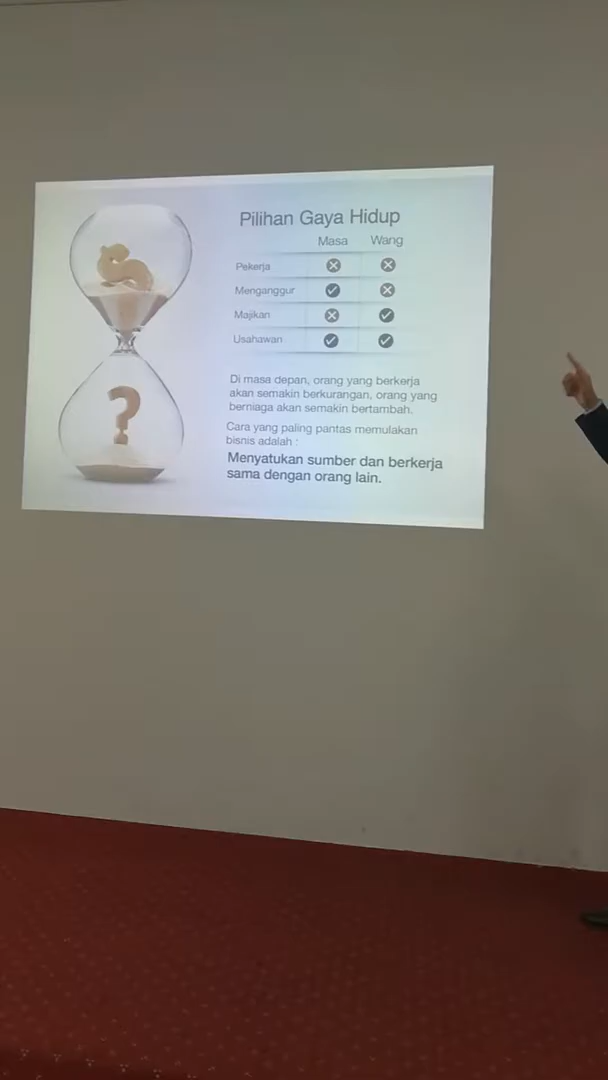 Pilihan Gaya Hidup
Masa Wang
Pekerja
Menganggur
Majikan
Usahawan
Di masa depan, orang yang berkerja
akan semakin berkurangan, orang yang
berniaga akan semakin bertambah.
Cara yang paling pantas memulakan
bisnis adalah :
Menyatukan sumber dan berkerja
sama dengan orang lain.